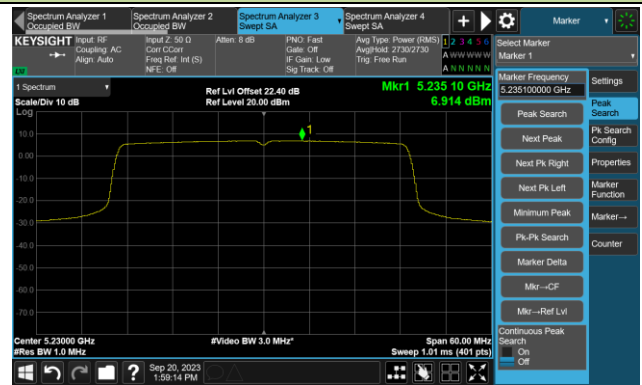 Spectrum Analyzer 1
Occupied BW
Spectrum Analyzer 2
Occupied BW
Spectrum Analyzer 3
Swept SA
Spectrum Analyzer 4
Swept SA
+
Marker
KEYSIGHT
Input: RF
Coupling: AC
Align: Auto
Input Z: 50 Ω
Corr CCorr
Freq Ref: Int (S)
NFE: Off
Atten: 8 dB
PNO: Fast
Gate: Off
IF Gain: Low
Sig Track: Off
Avg Type: Power (RMS)
Avg|Hold: 2730/2730
Trig: Free Run
1 2 3 4 5 6
A W W W W W
A N N N N N
LXI
Select Marker
Marker 1
1 Spectrum
Scale/Div 10 dB
Log
Ref Lvl Offset 22.40 dB
Ref Level 20.00 dBm
Mkr1 5.235 10 GHz
6.914 dBm
10.0
0.00
-10.0
-20.0
-30.0
-40.0
-50.0
-60.0
-70.0
1
Center 5.23000 GHz
#Res BW 1.0 MHz
#Video BW 3.0 MHz*
Span 60.00 MHz
Sweep 1.01 ms (401 pts)
Marker Frequency
5.235100000 GHz
Peak Search
Next Peak
Next Pk Right
Next Pk Left
Minimum Peak
Pk-Pk Search
Marker Delta
Mkr→CF
Mkr→Ref Lvl
Continuous Peak
Search
On
Off
Settings
Peak
Search
Pk Search
Config
Properties
Marker
Function
Marker→
Counter
?
Sep 20, 2023
1:59:14 PM